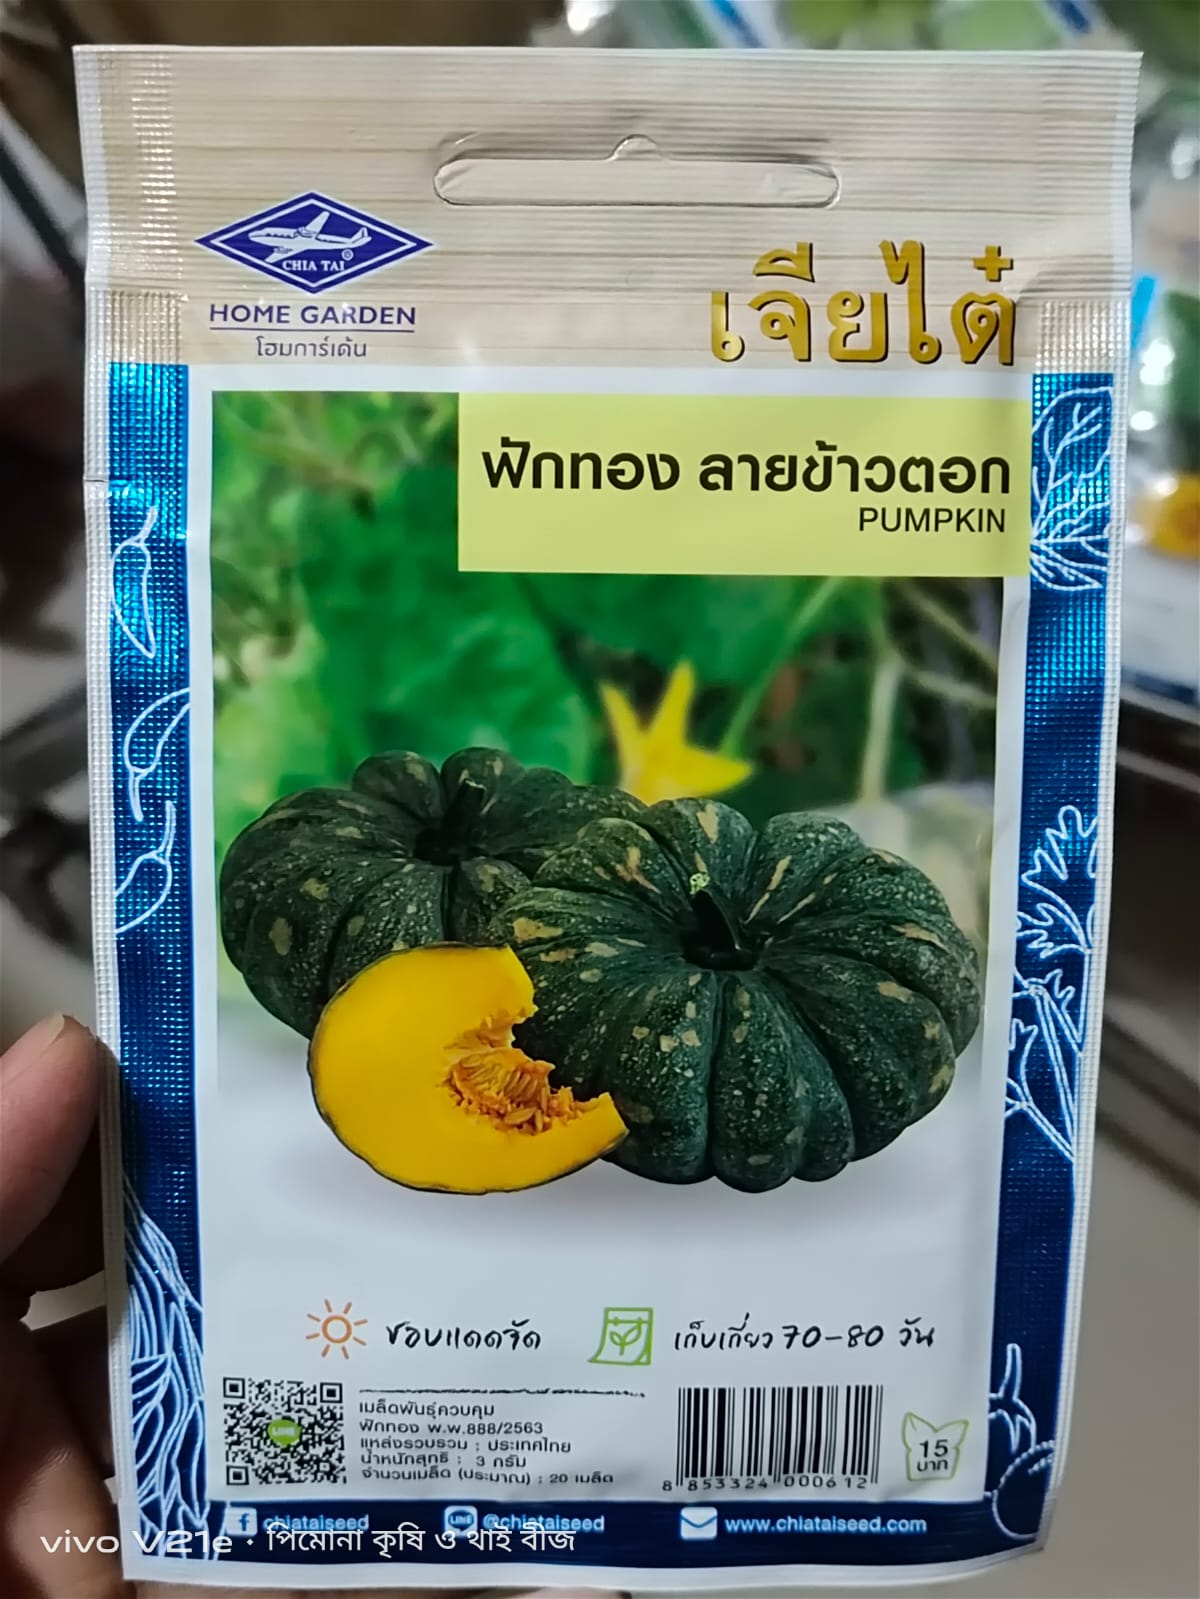 CHIA TAI
HOME GARDEN
โฮมการ์เด้น
เจียไต๋
ฟักทอง ลายข้าวตอก
PUMPKIN
ชอบแดดจัด
เก็บเกี่ยว 70-80 วัน
LINE
เมล็ดพันธุ์ควบคุม
ฟักทอง พ.พ.888/2563
แหล่งรวบรวม : ประเทศไทย
น้ำหนักสุทธิ : 3 กรัม
จำนวนเมล็ด (ประมาณ) : 20 เมล็ด
8 853324 000612
15
บาท
f chiataiseed
LINE @chiataiseed
www.chiataiseed.com
vivo V21e · পিমোনা কৃষি ও থাই বীজ